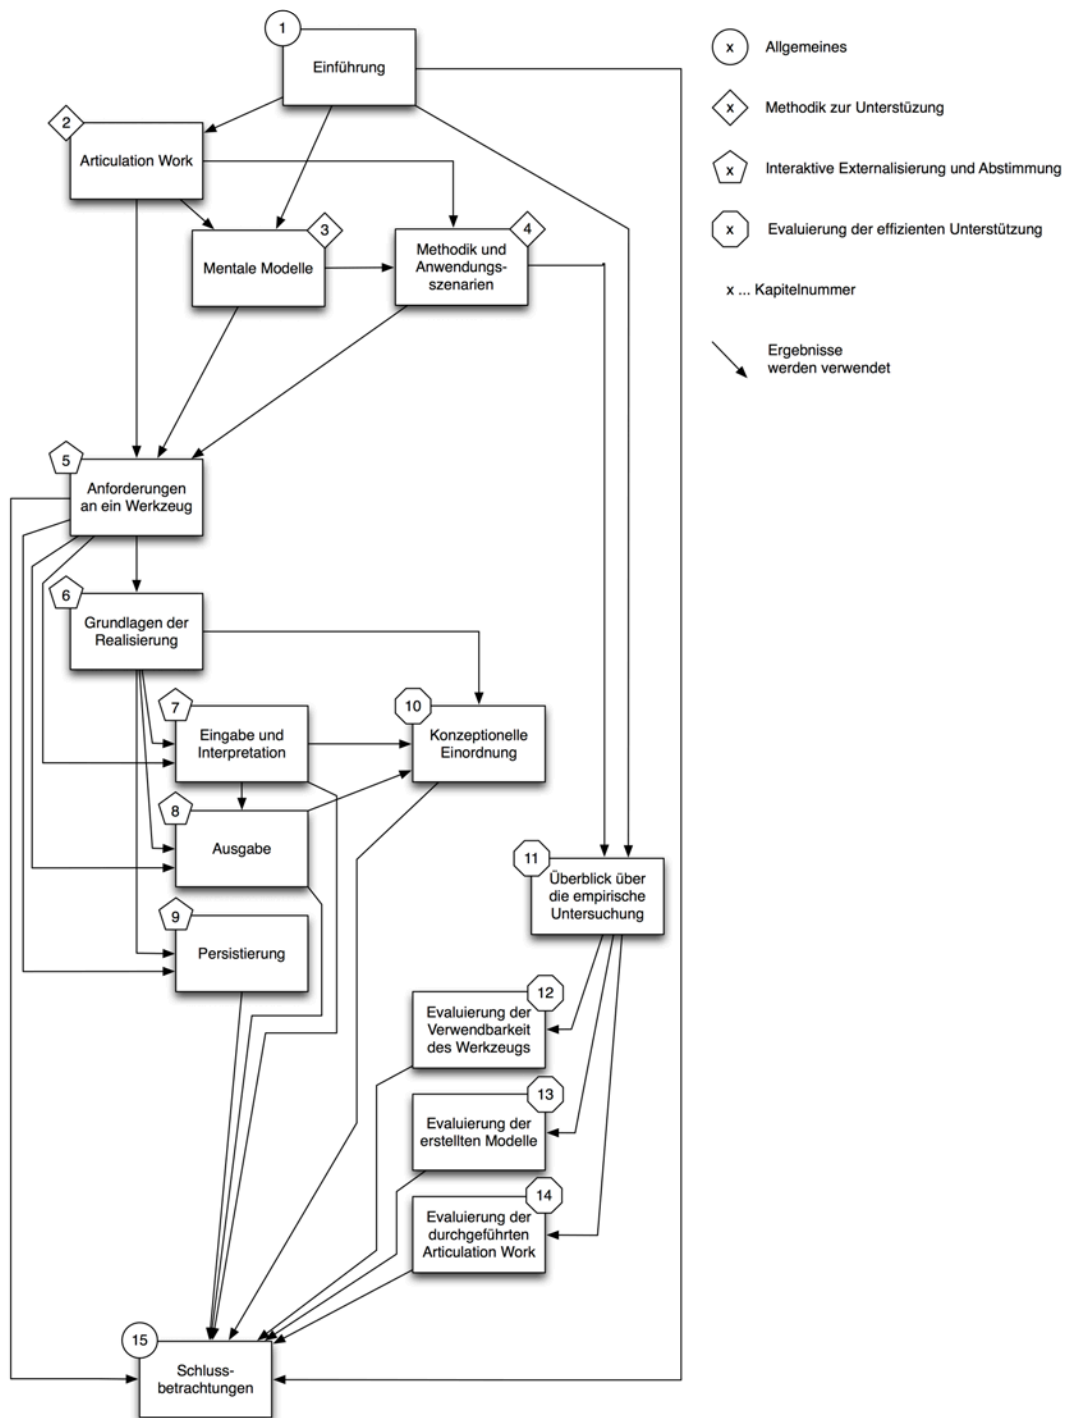 1
Einführung
2
Articulation Work
3
Mentale Modelle
4
Methodik und
Anwendungs-
szenarien
5
Anforderungen
an ein Werkzeug
6
Grundlagen der
Realisierung
7
Eingabe und
Interpretation
8
Ausgabe
9
Persistierung
10
Konzeptionelle
Einordnung
11
Überblick über
die empirische
Untersuchung
12
Evaluierung der
Verwendbarkeit
des Werkzeugs
13
Evaluierung der
erstellten Modelle
14
Evaluierung der
durchgeführten
Articulation Work
15
Schluss-
betrachtungen
x
Allgemeines
x
Methodik zur Unterstüzung
x
Interaktive Externalisierung und Abstimmung
x
Evaluierung der effizienten Unterstützung
x ... Kapitelnummer
Ergebnisse
werden verwendet